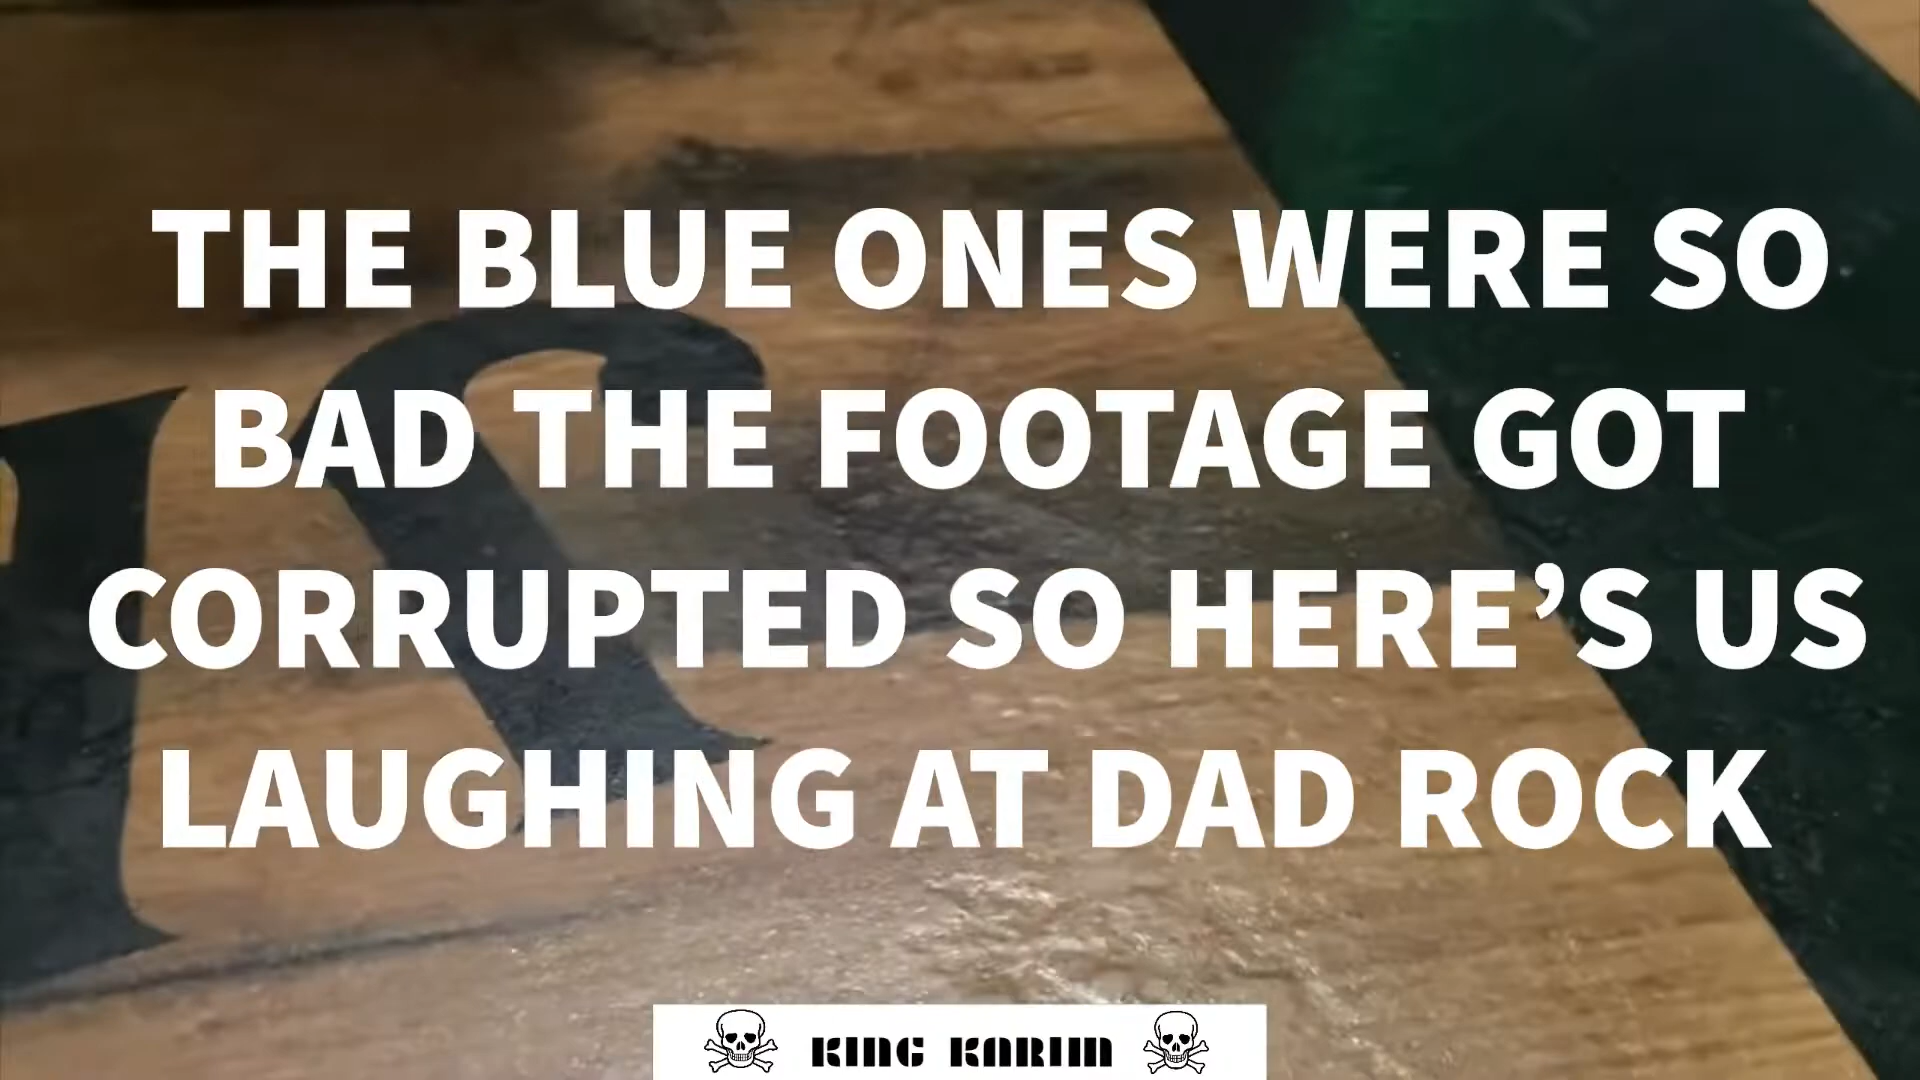 THE BLUE ONES WERE SO
BAD THE FOOTAGE GOT
CORRUPTED SO HERE’S US
LAUGHING AT DAD ROCK
KING KARIM